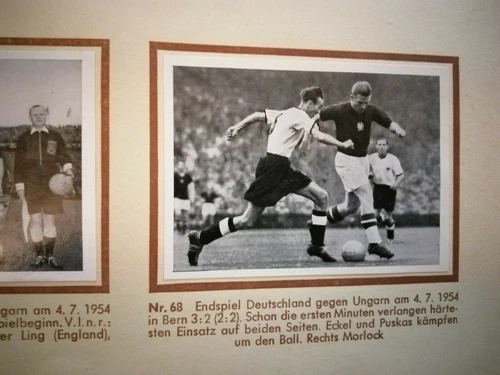 garn am 4. 7. 1954
pielbeginn. V. l. n. r.:
er Ling (England),
Nr. 68 Endspiel Deutschland gegen Ungarn am 4. 7. 1954
in Bern 3:2 (2:2). Schon die ersten Minuten verlangen härte-
sten Einsatz auf beiden Seiten. Eckel und Puskas kämpfen
um den Ball. Rechts Morlock